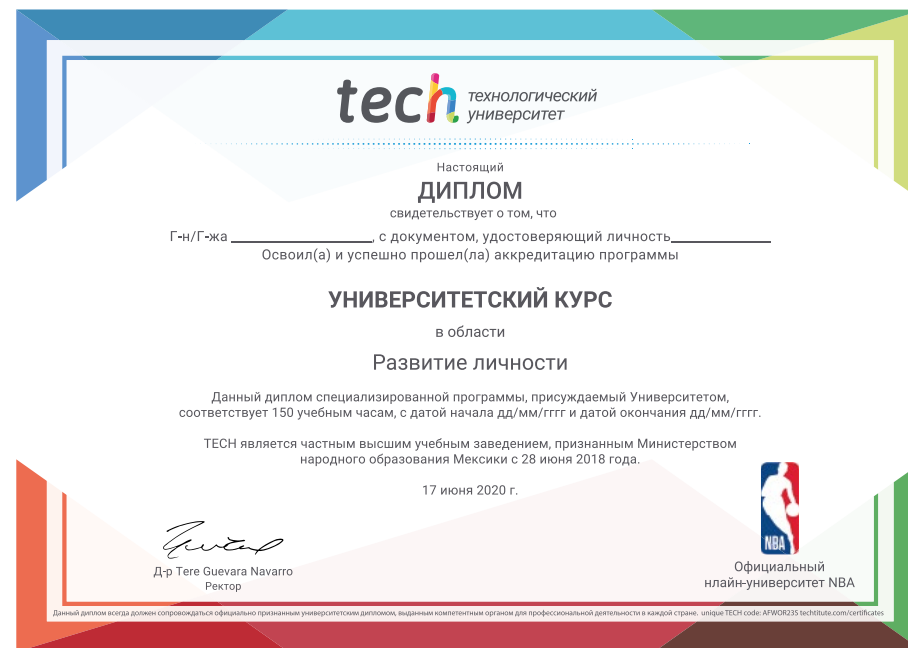 tech технологический
университет
Настоящий
ДИПЛОМ
свидетельствует о том, что
Г-н/Г-жа __________________, с документом, удостоверяющий личность_____________
Освоил(а) и успешно прошел(ла) аккредитацию программы
УНИВЕРСИТЕТСКИЙ КУРС
в области
Развитие личности
Данный диплом специализированной программы, присуждаемый Университетом,
соответствует 150 учебным часам, с датой начала дд/мм/гггг и датой окончания дд/мм/гггг.
TECH является частным высшим учебным заведением, признанным Министерством
народного образования Мексики с 28 июня 2018 года.
17 июня 2020 г.
Д-р Tere Guevara Navarro
Ректор
NBA
Официальный
нлайн-университет NBA
Данный диплом всегда должен сопровождаться официально признанным университетским дипломом, выданным компетентным органом для профессиональной деятельности в каждой стране. unique TECH code: AFWOR23S techtitute.com/certificates